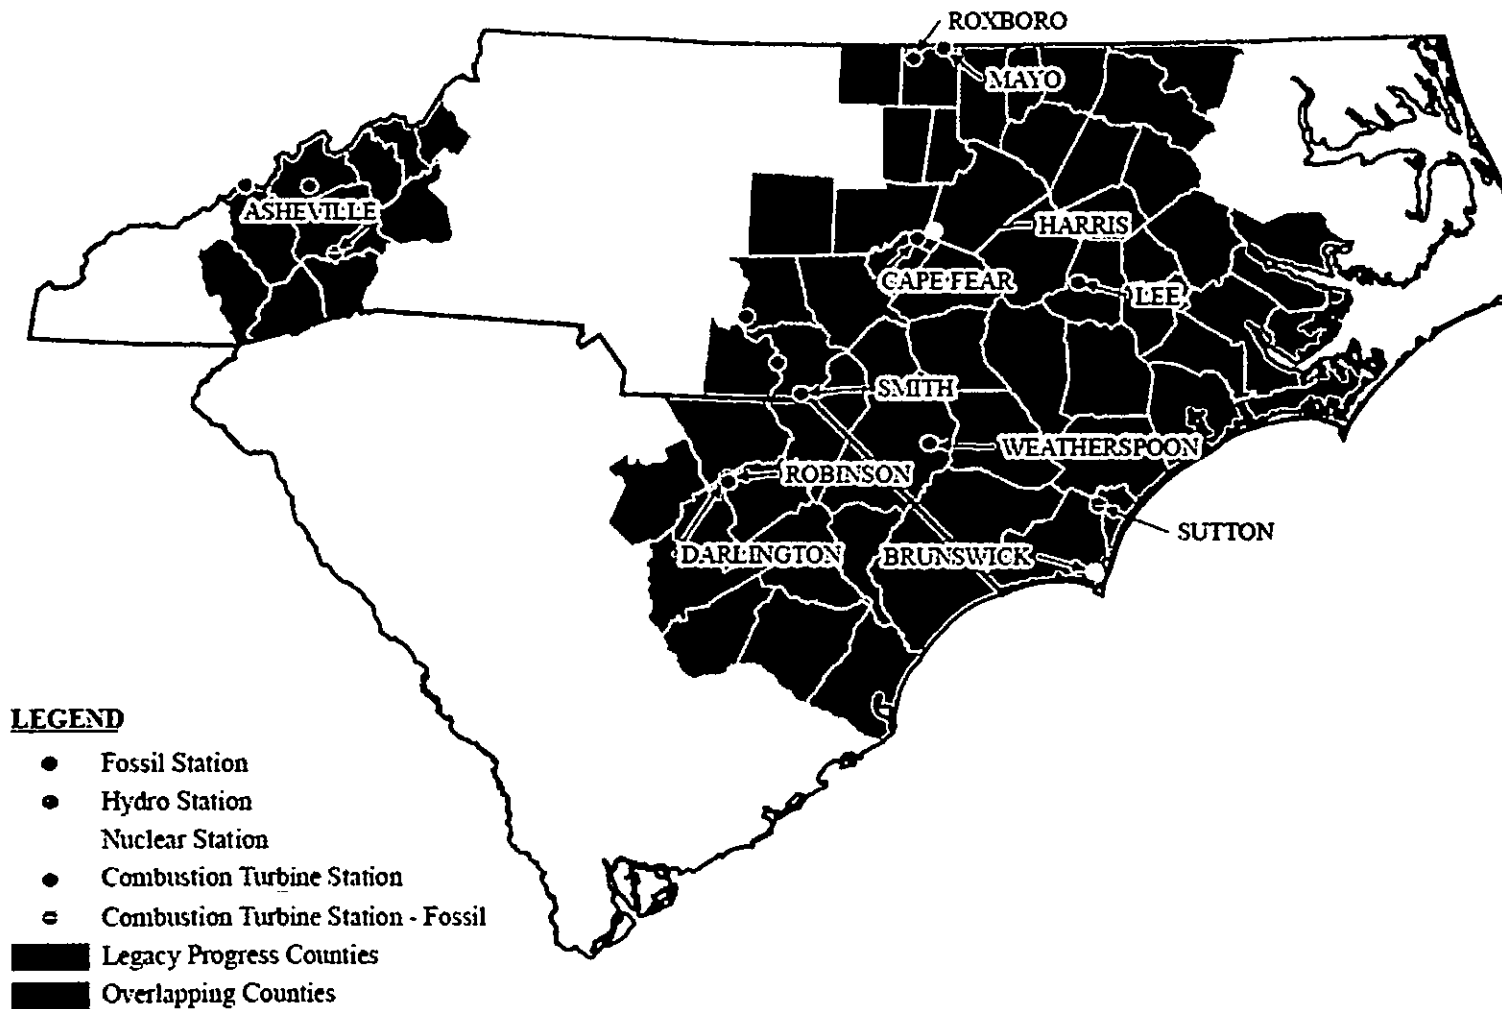 ROXBORO
MAYO
ASHEVILLE
HARRIS
CAPE FEAR
LEE
SMITH
WEATHERSPOON
ROBINSON
SUTTON
DARLINGTON
BRUNSWICK
LEGEND
Fossil Station
Hydro Station
Nuclear Station
Combustion Turbine Station
Combustion Turbine Station - Fossil
Legacy Progress Counties
Overlapping Counties